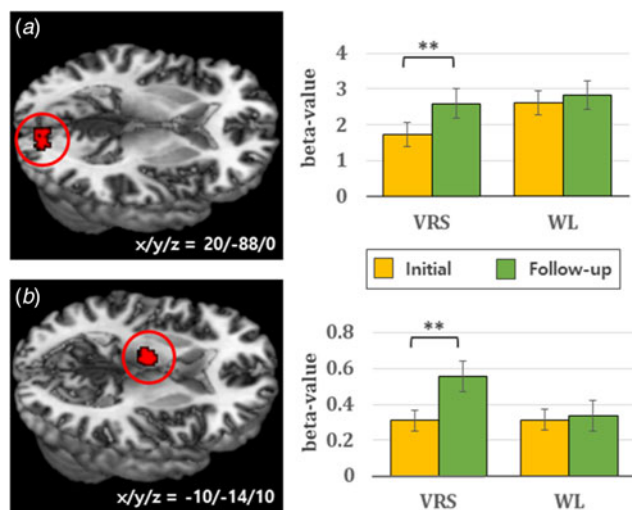 (a)
x/y/z = 20/-88/0
beta-value
4
3
2
1
0
**
VRS
WL
Initial
Follow-up
(b)
x/y/z = -10/-14/10
beta-value
0.8
0.6
0.4
0.2
0
**
VRS
WL